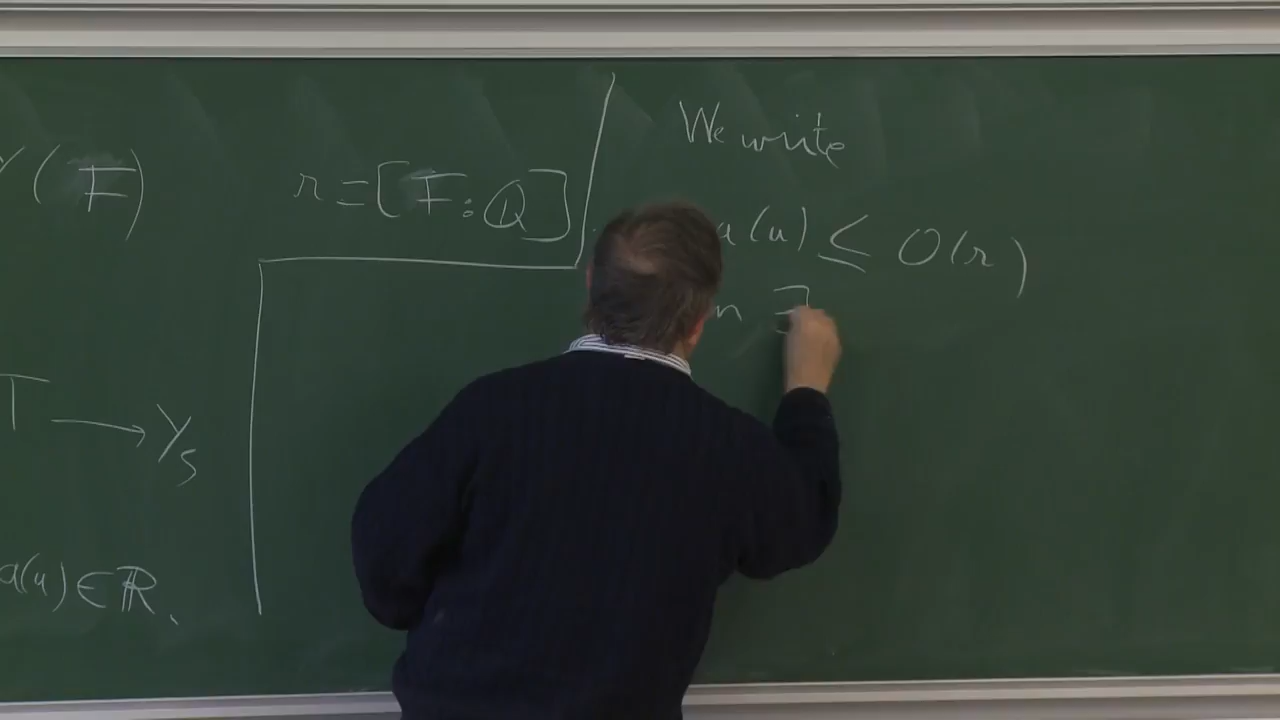 (F)
r = [F:Q]
T → Y_S
a(u) ∈ ℝ.
We write
a(u) ≤ O(r)
n ∃